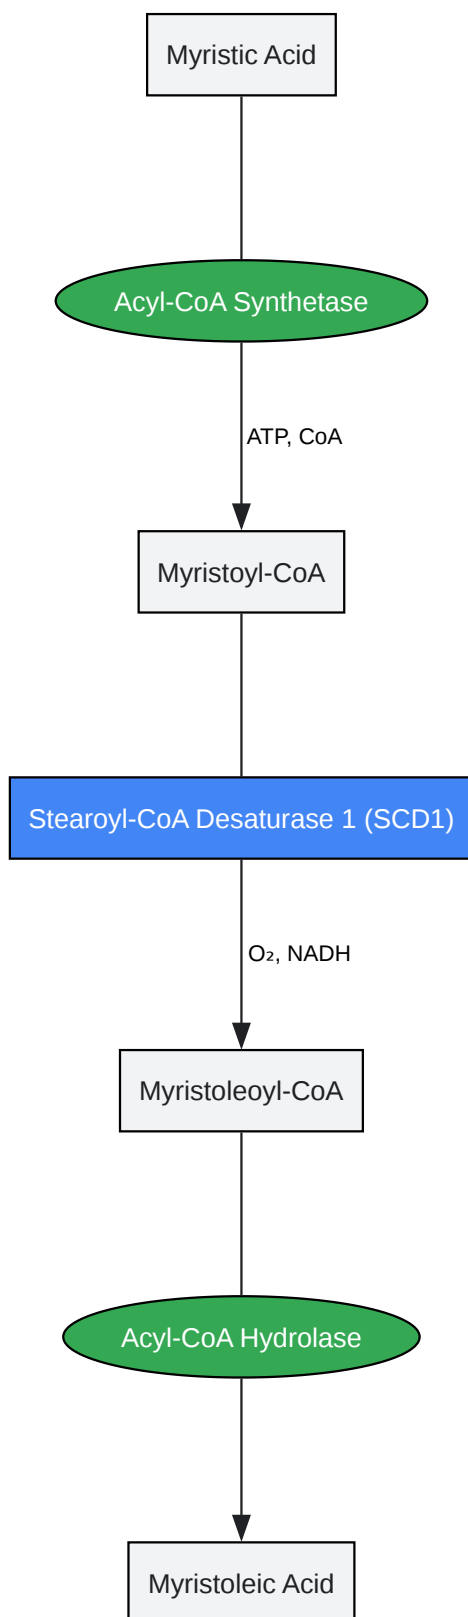 Myristic Acid
Acyl-CoA Synthetase
ATP, CoA
Myristoyl-CoA
Stearoyl-CoA Desaturase 1 (SCD1)
O₂, NADH
Myristoleoyl-CoA
Acyl-CoA Hydrolase
Myristoleic Acid